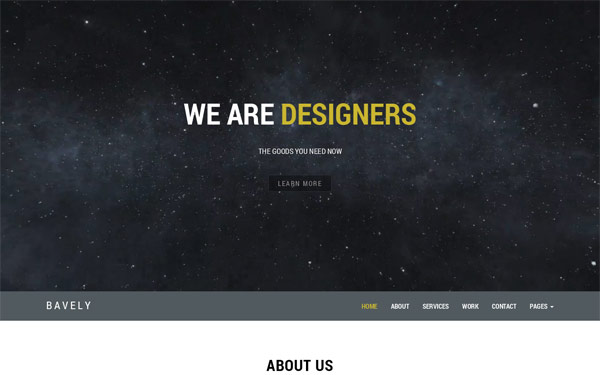 WE ARE DESIGNERS
THE GOODS YOU NEED NOW
LEARN MORE
BAVELY HOME ABOUT SERVICES WORK CONTACT PAGES
ABOUT US